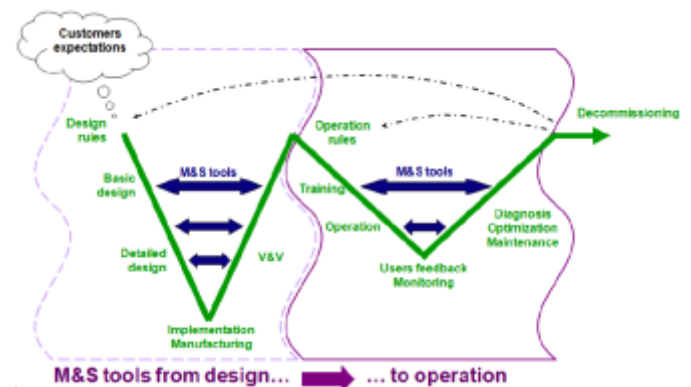 Customers
expectations
Design
rules
Operation
rules
Decommissioning
Basic
design
M&S tools
Training
M&S tools
Operation
Diagnosis
Optimization
Maintenance
Detailed
design
V&V
Users feedback
Monitoring
Implementation
Manufacturing
M&S tools from design... ... to operation